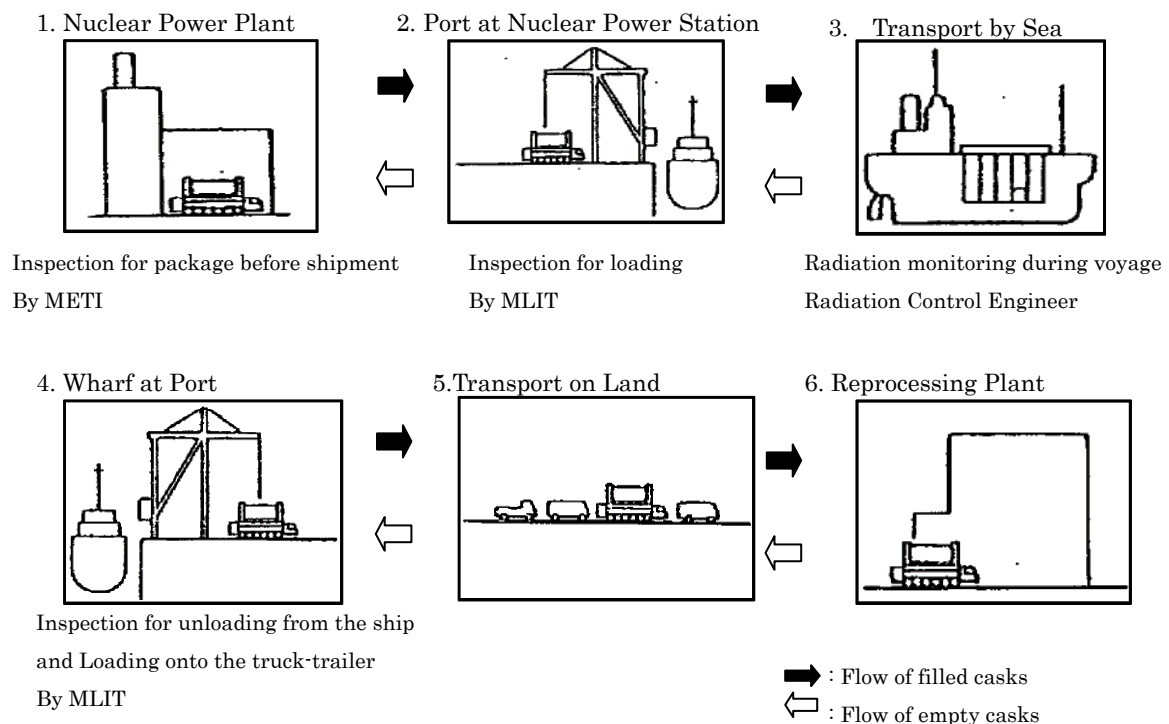 1. Nuclear Power Plant
2. Port at Nuclear Power Station
3. Transport by Sea
Inspection for package before shipment
By METI
Inspection for loading
By MLIT
Radiation monitoring during voyage
Radiation Control Engineer
4. Wharf at Port
5.Transport on Land
6. Reprocessing Plant
Inspection for unloading from the ship
and Loading onto the truck-trailer
By MLIT
: Flow of filled casks
: Flow of empty casks